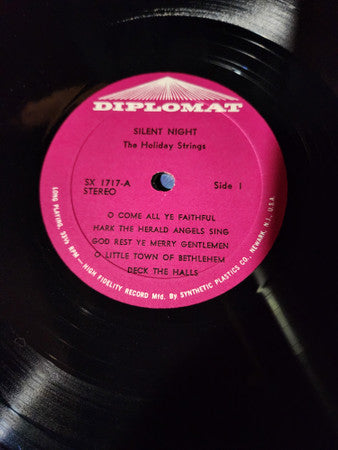 DIPLOMAT
SILENT NIGHT
The Holiday Strings
SX 1717-A
STEREO
Side 1
O COME ALL YE FAITHFUL
HARK THE HERALD ANGELS SING
GOD REST YE MERRY GENTLEMEN
O LITTLE TOWN OF BETHLEHEM
DECK THE HALLS
LONG PLAYING, 33⅓ RPM — HIGH FIDELITY RECORD Mfd. By SYNTHETIC PLASTICS CO., NEWARK, N.J., U.S.A.